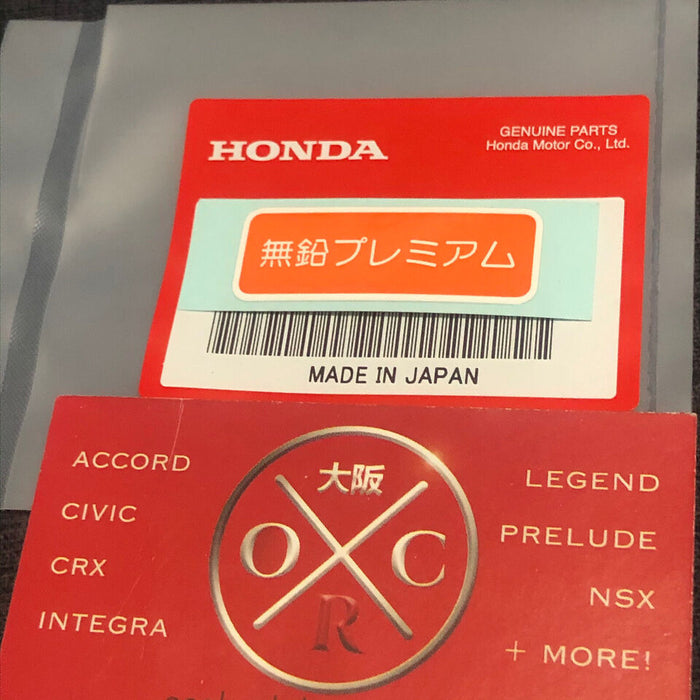 HONDA
GENUINE PARTS
Honda Motor Co., Ltd.
無鉛プレミアム
MADE IN JAPAN
ACCORD
CIVIC
CRX
INTEGRA
大阪
O
C
R
LEGEND
PRELUDE
NSX
+ MORE!